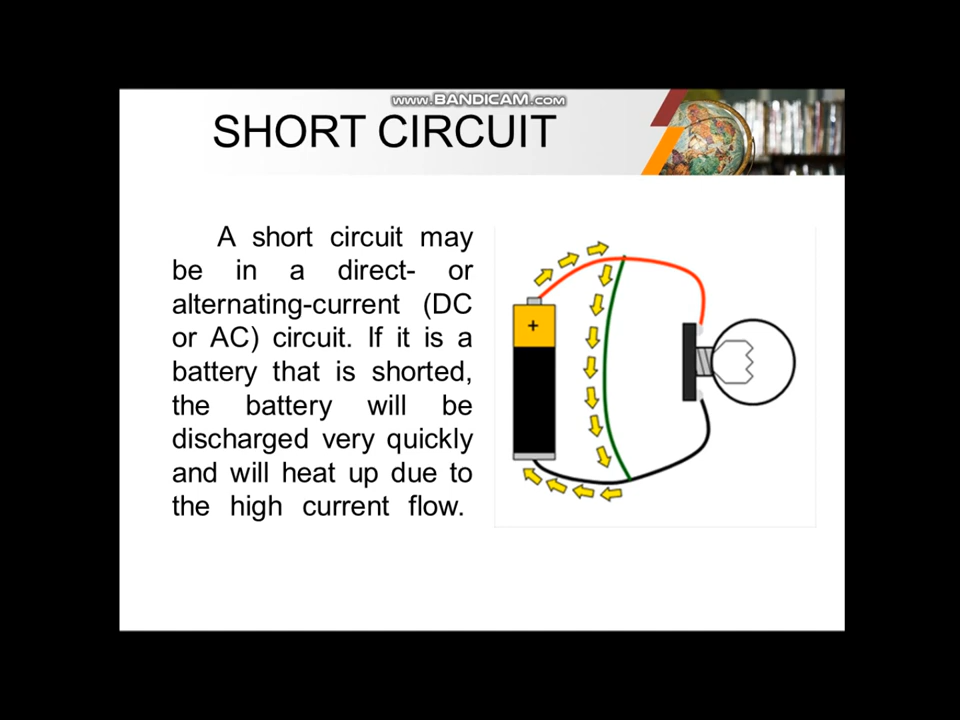 www.BANDICAM.com
SHORT CIRCUIT
A short circuit may
be in a direct- or
alternating-current (DC
or AC) circuit. If it is a
battery that is shorted,
the battery will be
discharged very quickly
and will heat up due to
the high current flow.
+